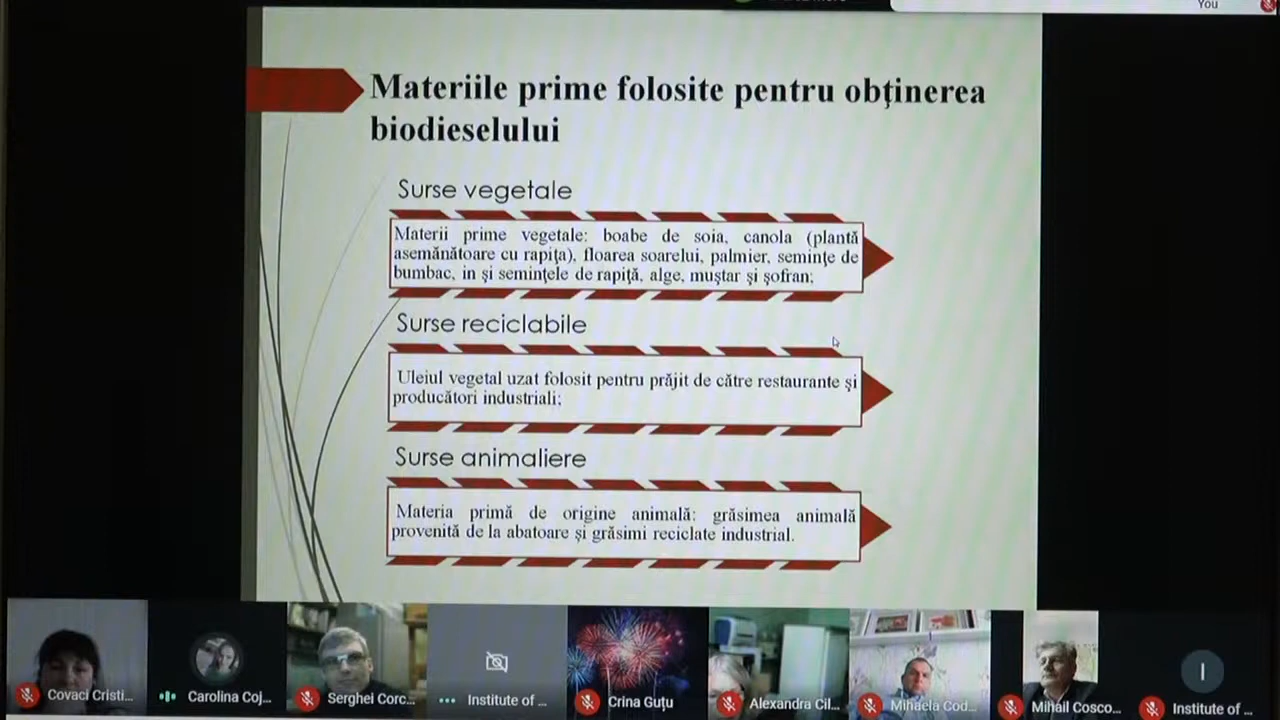 You
Materiile prime folosite pentru obţinerea
biodieselului
Surse vegetale
Materii prime vegetale: boabe de soia, canola (plantă
asemănătoare cu rapiţa), floarea soarelui, palmier, seminţe de
bumbac, in şi seminţele de rapiţă, alge, muştar şi şofran;
Surse reciclabile
Uleiul vegetal uzat folosit pentru prăjit de către restaurante şi
producători industriali;
Surse animaliere
Materia primă de origine animală: grăsimea animală
provenită de la abatoare şi grăsimi reciclate industrial.
Covaci Cristi...
Carolina Coj...
Serghei Corc...
Institute of ...
Crina Guțu
Alexandra Cil...
Mihaela Cod...
Mihail Cosco...
I
Institute of ...